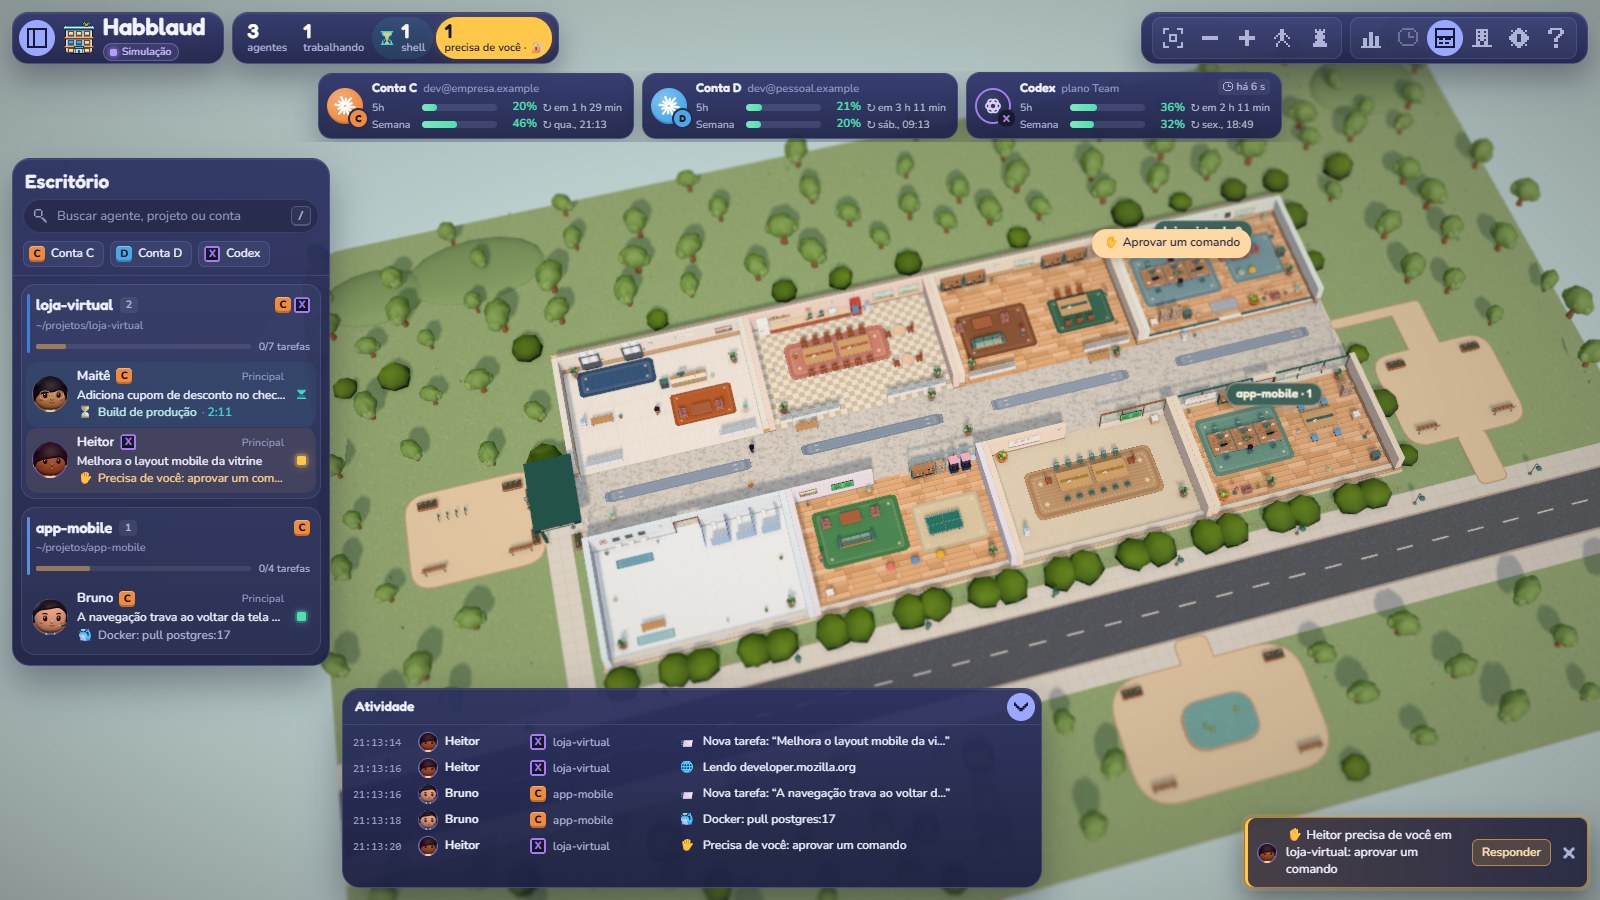 Habblaud
Simulação
3 agentes
1 trabalhando
1 shell
1 precisa de você ·
Conta C dev@empresa.example
5h 20% ↻ em 1 h 29 min
Semana 46% ↻ qua., 21:13
C
Conta D dev@pessoal.example
5h 21% ↻ em 3 h 11 min
Semana 20% ↻ sáb., 09:13
D
Codex plano Team há 6 s
5h 36% ↻ em 2 h 11 min
Semana 32% ↻ sex., 18:49
X
Escritório
Buscar agente, projeto ou conta /
C Conta C D Conta D X Codex
loja-virtual 2 C X
~/projetos/loja-virtual
0/7 tarefas
Maitê C Principal
Adiciona cupom de desconto no chec...
Build de produção · 2:11
Heitor X Principal
Melhora o layout mobile da vitrine
Precisa de você: aprovar um com...
app-mobile 1 C
~/projetos/app-mobile
0/4 tarefas
Bruno C Principal
A navegação trava ao voltar da tela ...
Docker: pull postgres:17
Aprovar um comando
app-mobile · 1
Atividade
21:13:14 Heitor X loja-virtual Nova tarefa: “Melhora o layout mobile da vi...”
21:13:16 Heitor X loja-virtual Lendo developer.mozilla.org
21:13:16 Bruno C app-mobile Nova tarefa: “A navegação trava ao voltar d...”
21:13:18 Bruno C app-mobile Docker: pull postgres:17
21:13:20 Heitor X loja-virtual Precisa de você: aprovar um comando
Heitor precisa de você em
loja-virtual: aprovar um
comando
Responder